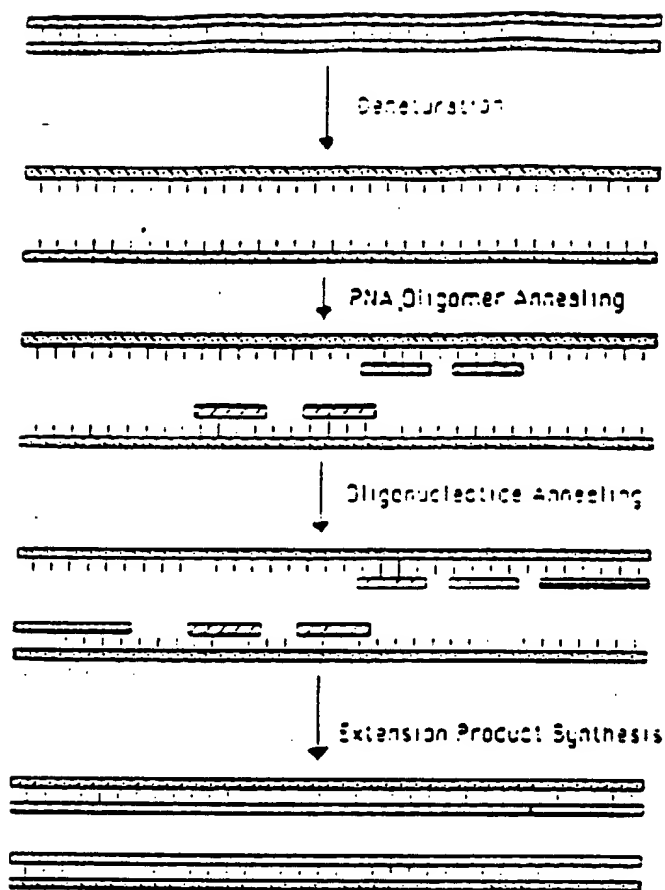 Denaturation
PNA Oligomer Annealing
Oligonucleotide Annealing
Extension Product Synthesis